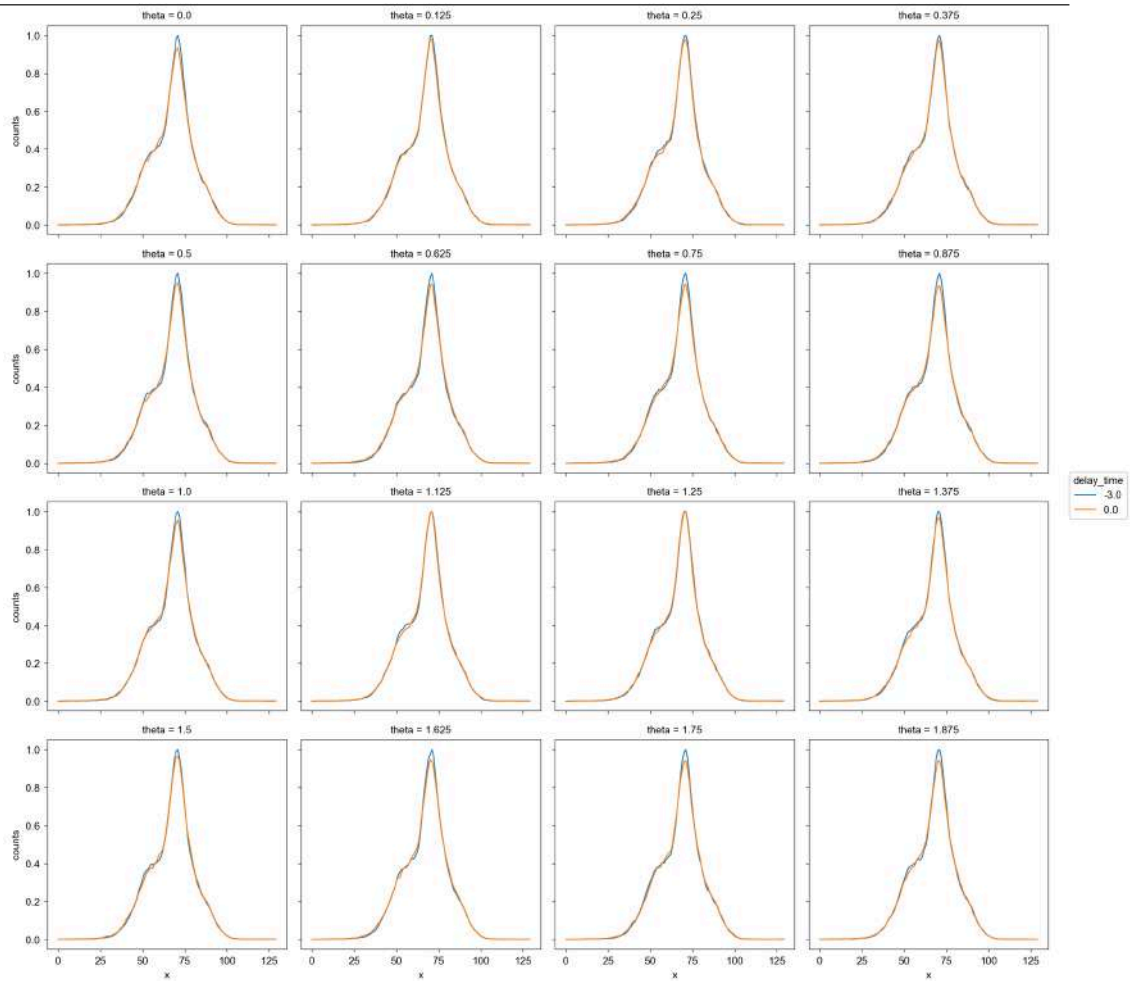 theta = 0.0
theta = 0.125
theta = 0.25
theta = 0.375
1.0
0.8
0.6
0.4
0.2
0.0
counts
theta = 0.5
theta = 0.625
theta = 0.75
theta = 0.875
1.0
0.8
0.6
0.4
0.2
0.0
counts
delay_time
-3.0
0.0
theta = 1.0
theta = 1.125
theta = 1.25
theta = 1.375
1.0
0.8
0.6
0.4
0.2
0.0
counts
theta = 1.5
theta = 1.625
theta = 1.75
theta = 1.875
1.0
0.8
0.6
0.4
0.2
0.0
counts
0 25 50 75 100 125
x
0 25 50 75 100 125
x
0 25 50 75 100 125
x
0 25 50 75 100 125
x